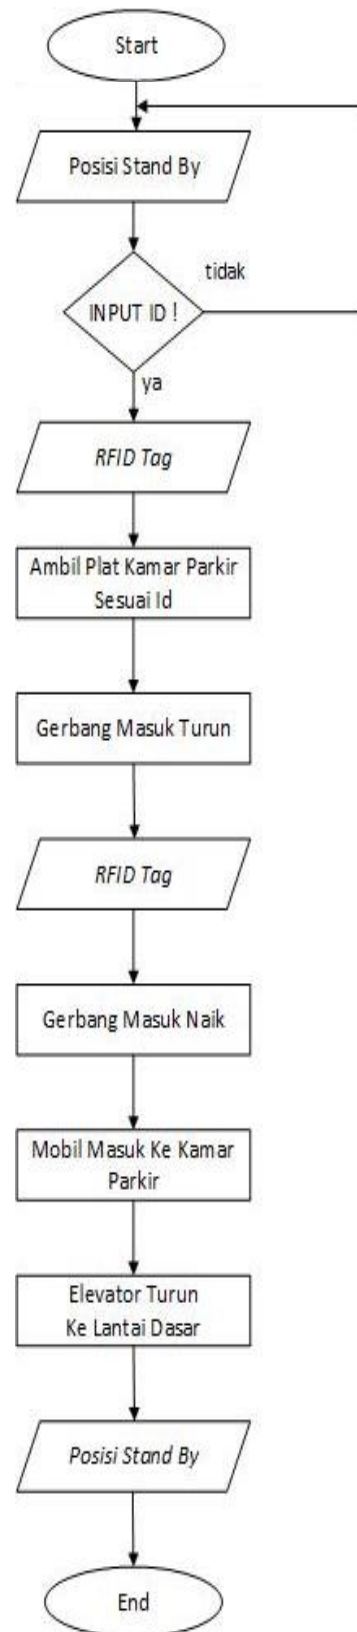 Start
Posisi Stand By
tidak
INPUT ID !
ya
RFID Tag
Ambil Plat Kamar Parkir
Sesuai Id
Gerbang Masuk Turun
RFID Tag
Gerbang Masuk Naik
Mobil Masuk Ke Kamar
Parkir
Elevator Turun
Ke Lantai Dasar
Posisi Stand By
End